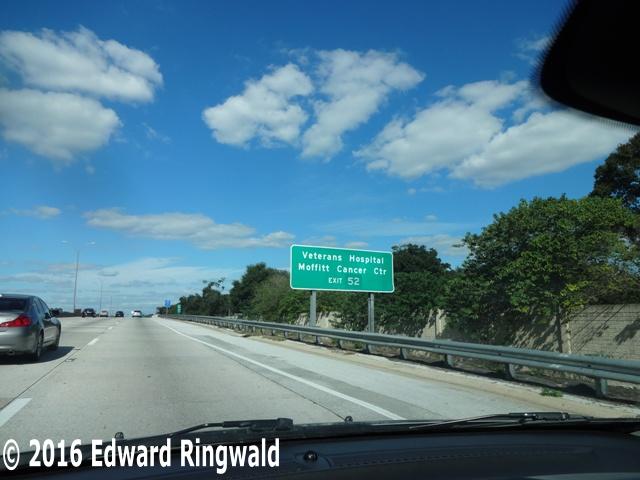 Veterans Hospital
Moffitt Cancer Ctr
EXIT 52
© 2016 Edward Ringwald